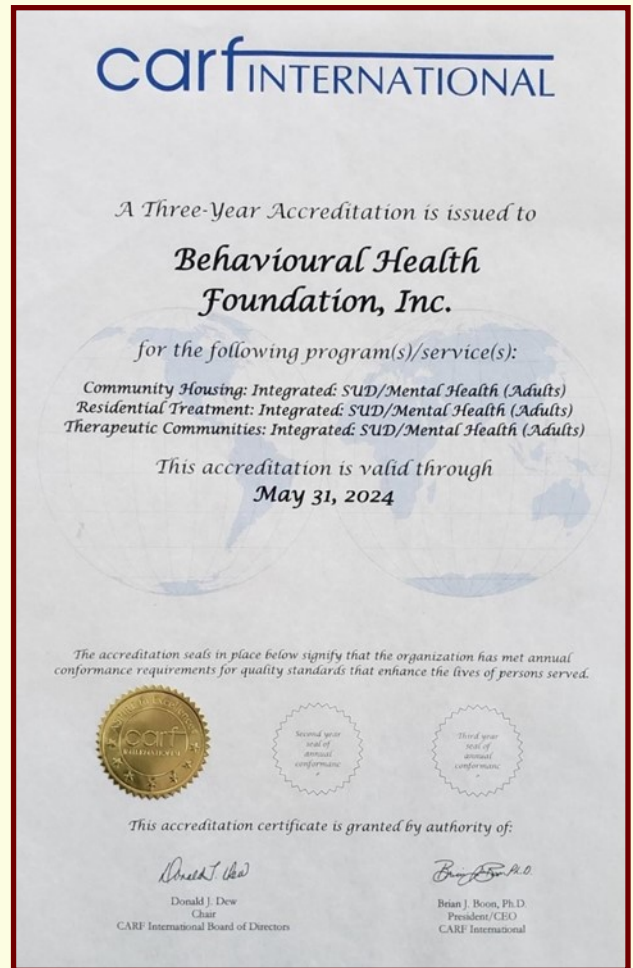 carf INTERNATIONAL
A Three-Year Accreditation is issued to
Behavioural Health
Foundation, Inc.
for the following program(s)/service(s):
Community Housing: Integrated: SUD/Mental Health (Adults)
Residential Treatment: Integrated: SUD/Mental Health (Adults)
Therapeutic Communities: Integrated: SUD/Mental Health (Adults)
This accreditation is valid through
May 31, 2024
The accreditation seals in place below signify that the organization has met annual
conformance requirements for quality standards that enhance the lives of persons served.
carf
INTERNATIONAL
Second year
seal of
annual
conformanc
e
Third year
seal of
annual
conformanc
e
This accreditation certificate is granted by authority of:
Donald J. Dew
Chair
CARF International Board of Directors
Brian J. Boon, Ph.D.
President/CEO
CARF International